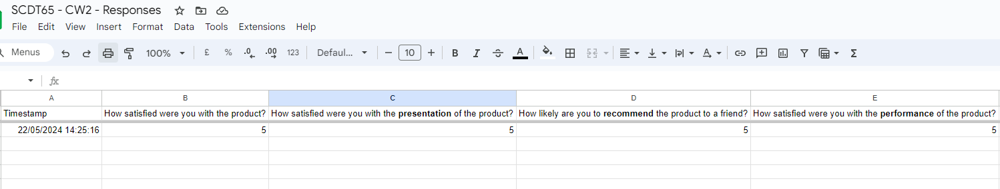 SCDT65 - CW2 - Responses
File Edit View Insert Format Data Tools Extensions Help
Menus 100% £ % .0 .00 123 Defaul... 10 B I S A Σ
fx
A B C D E
Timestamp How satisfied were you with the product? How satisfied were you with the presentation of the product? How likely are you to recommend the product to a friend? How satisfied were you with the performance of the product?
22/05/2024 14:25:16 5 5 5 5